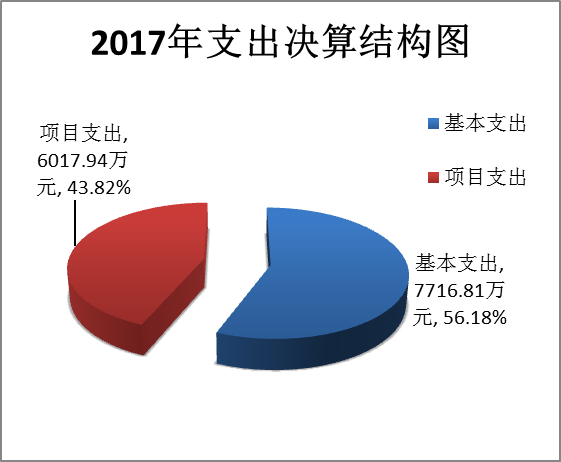 2017年支出决算结构图
项目支出,
6017.94万
元, 43.82%
基本支出
项目支出
基本支出,
7716.81万
元, 56.18%